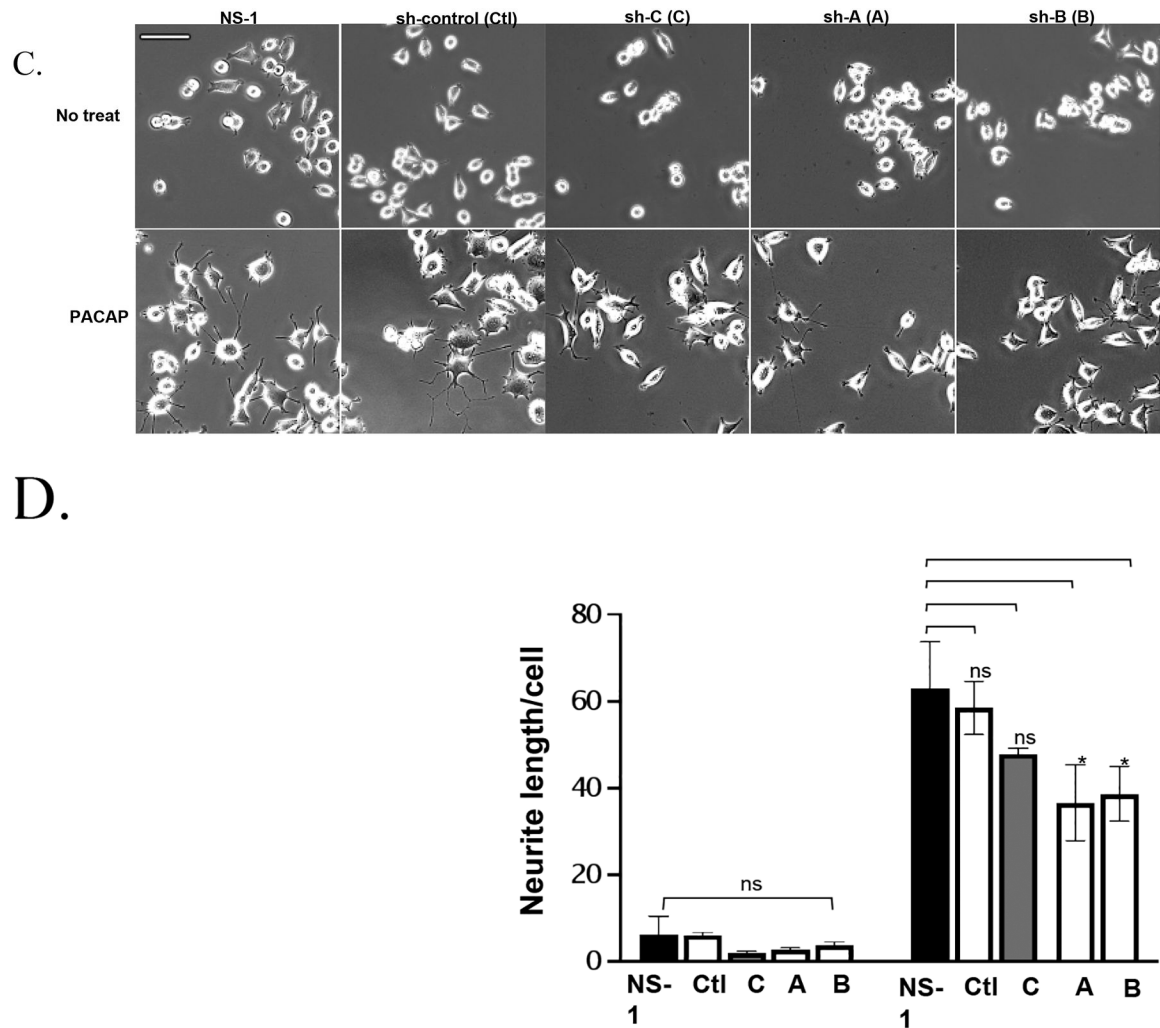 NS-1 sh-control (Ctl) sh-C (C) sh-A (A) sh-B (B)
C.
No treat
PACAP
D.
80
60
40
20
0
Neurite length/cell
ns
ns
ns
* *
NS-1 Ctl C A B NS-1 Ctl C A B